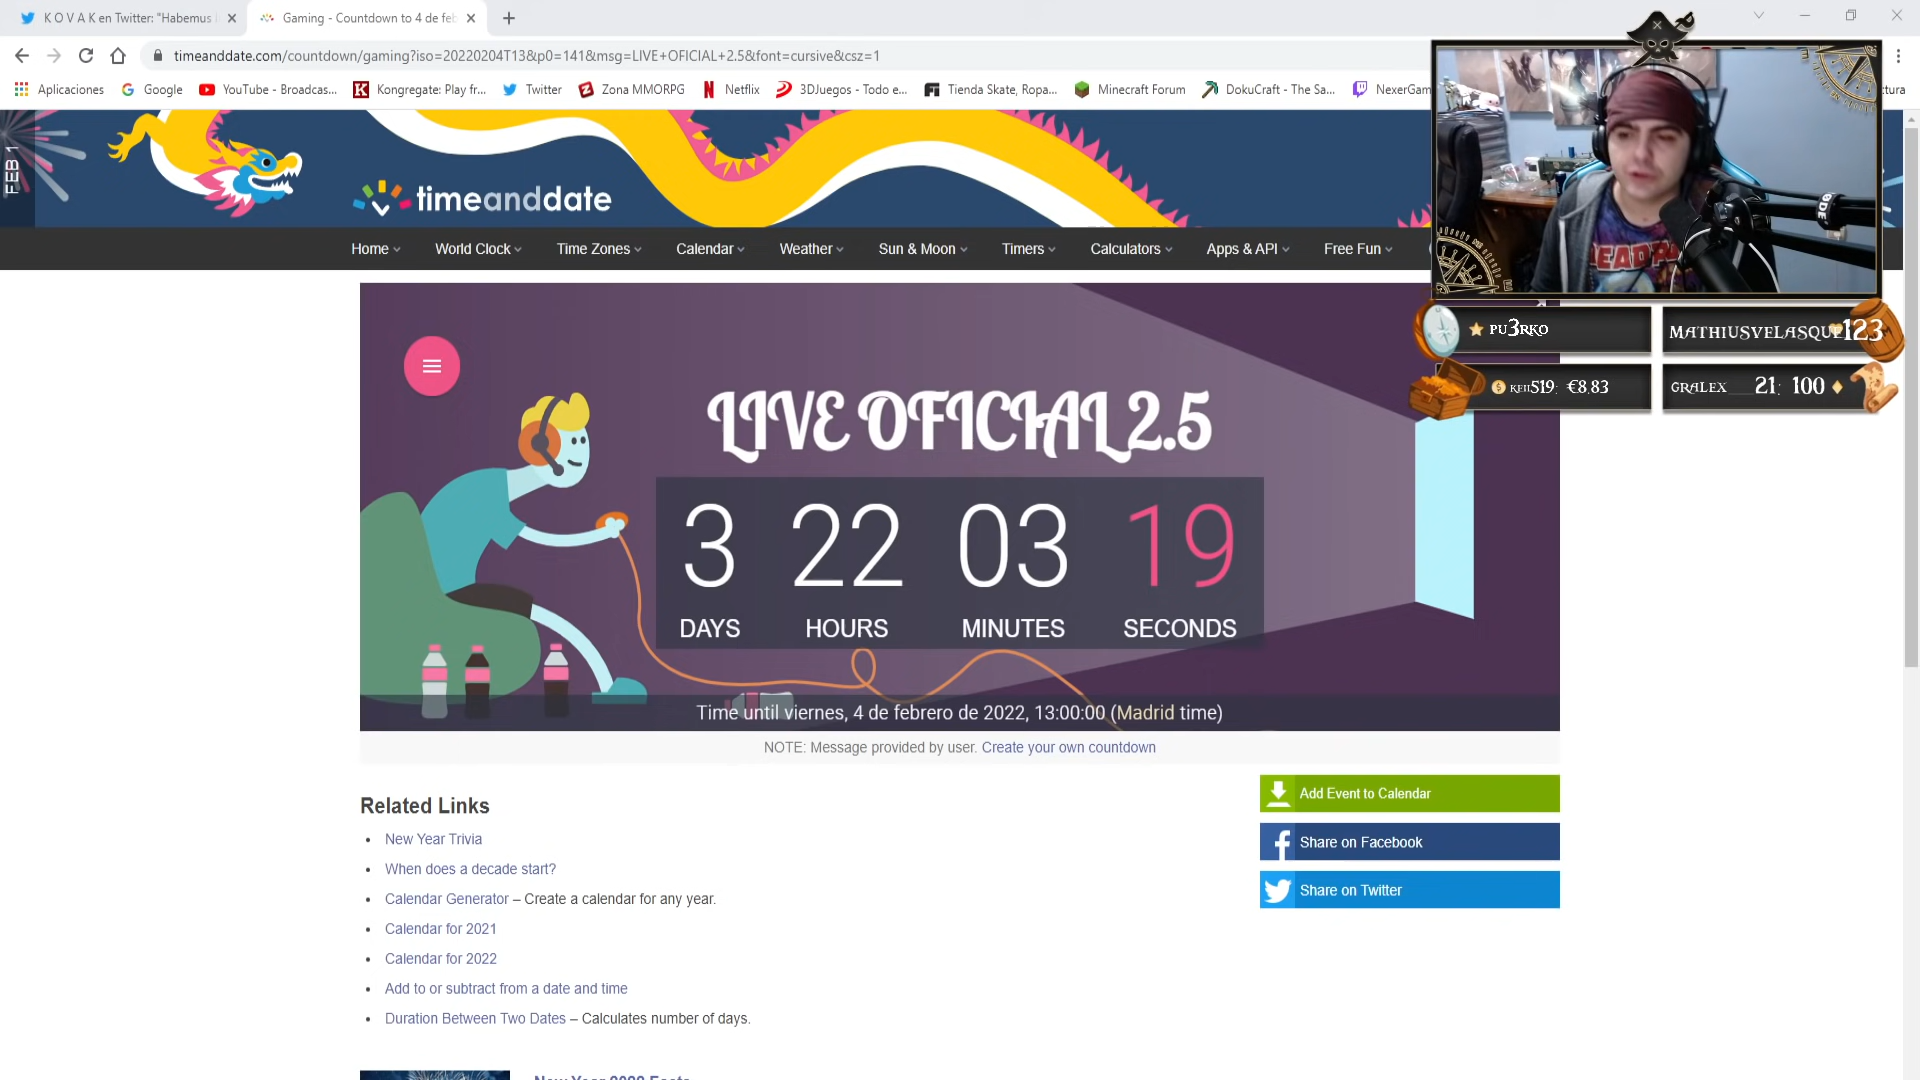 K O V A K en Twitter: "Habemus
Gaming - Countdown to 4 de feb
timeanddate.com/countdown/gaming?iso=20220204T13&p0=141&msg=LIVE+OFICIAL+2.5&font=cursive&csz=1
Aplicaciones
Google
YouTube - Broadcas...
Kongregate: Play fr...
Twitter
Zona MMORPG
Netflix
3DJuegos - Todo e...
Tienda Skate, Ropa...
Minecraft Forum
DokuCraft - The Sa...
NexerGam
tura
FEB 1
timeanddate
Home
World Clock
Time Zones
Calendar
Weather
Sun & Moon
Timers
Calculators
Apps & API
Free Fun
PU3RKO
MATHIUSVELASQUE123
KEII519: €8.83
GRALEX__21: 100
LIVE OFICIAL 2.5
3 22 03 19
DAYS HOURS MINUTES SECONDS
Time until viernes, 4 de febrero de 2022, 13:00:00 (Madrid time)
NOTE: Message provided by user. Create your own countdown
Add Event to Calendar
Share on Facebook
Share on Twitter
Related Links
New Year Trivia
When does a decade start?
Calendar Generator – Create a calendar for any year.
Calendar for 2021
Calendar for 2022
Add to or subtract from a date and time
Duration Between Two Dates – Calculates number of days.
New Year 2022 Facts